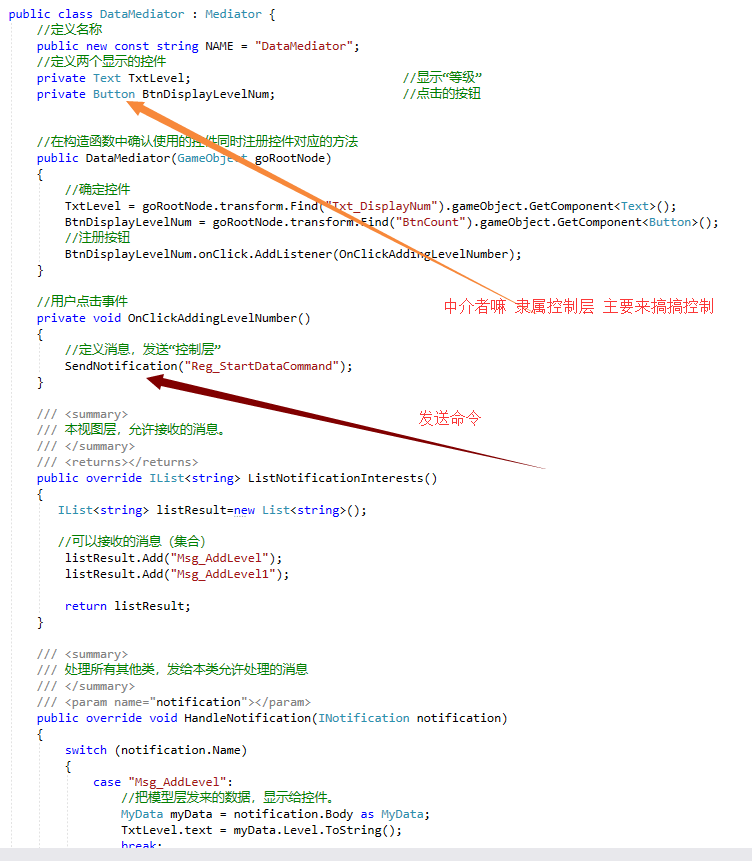 public class DataMediator : Mediator {
//定义名称
public new const string NAME = "DataMediator";
//定义两个显示的控件
private Text TxtLevel; //显示“等级”
private Button BtnDisplayLevelNum; //点击的按钮
//在构造函数中确认使用的控件同时注册控件对应的方法
public DataMediator(GameObject goRootNode)
{
//确定控件
TxtLevel = goRootNode.transform.Find("Txt_DisplayNum").gameObject.GetComponent<Text>();
BtnDisplayLevelNum = goRootNode.transform.Find("BtnCount").gameObject.GetComponent<Button>();
//注册按钮
BtnDisplayLevelNum.onClick.AddListener(OnClickAddingLevelNumber);
}
//用户点击事件
中介者嘛 隶属控制层 主要来搞搞控制
private void OnClickAddingLevelNumber()
{
//定义消息，发送“控制层”
SendNotification("Reg_StartDataCommand");
}
发送命令
/// <summary>
/// 本视图层，允许接收的消息。
/// </summary>
/// <returns></returns>
public override IList<string> ListNotificationInterests()
{
IList<string> listResult=new List<string>();
//可以接收的消息（集合）
listResult.Add("Msg_AddLevel");
listResult.Add("Msg_AddLevel1");
return listResult;
}
/// <summary>
/// 处理所有其他类，发给本类允许处理的消息
/// </summary>
/// <param name="notification"></param>
public override void HandleNotification(INotification notification)
{
switch (notification.Name)
{
case "Msg_AddLevel":
//把模型层发来的数据，显示给控件。
MyData myData = notification.Body as MyData;
TxtLevel.text = myData.Level.ToString();
break;